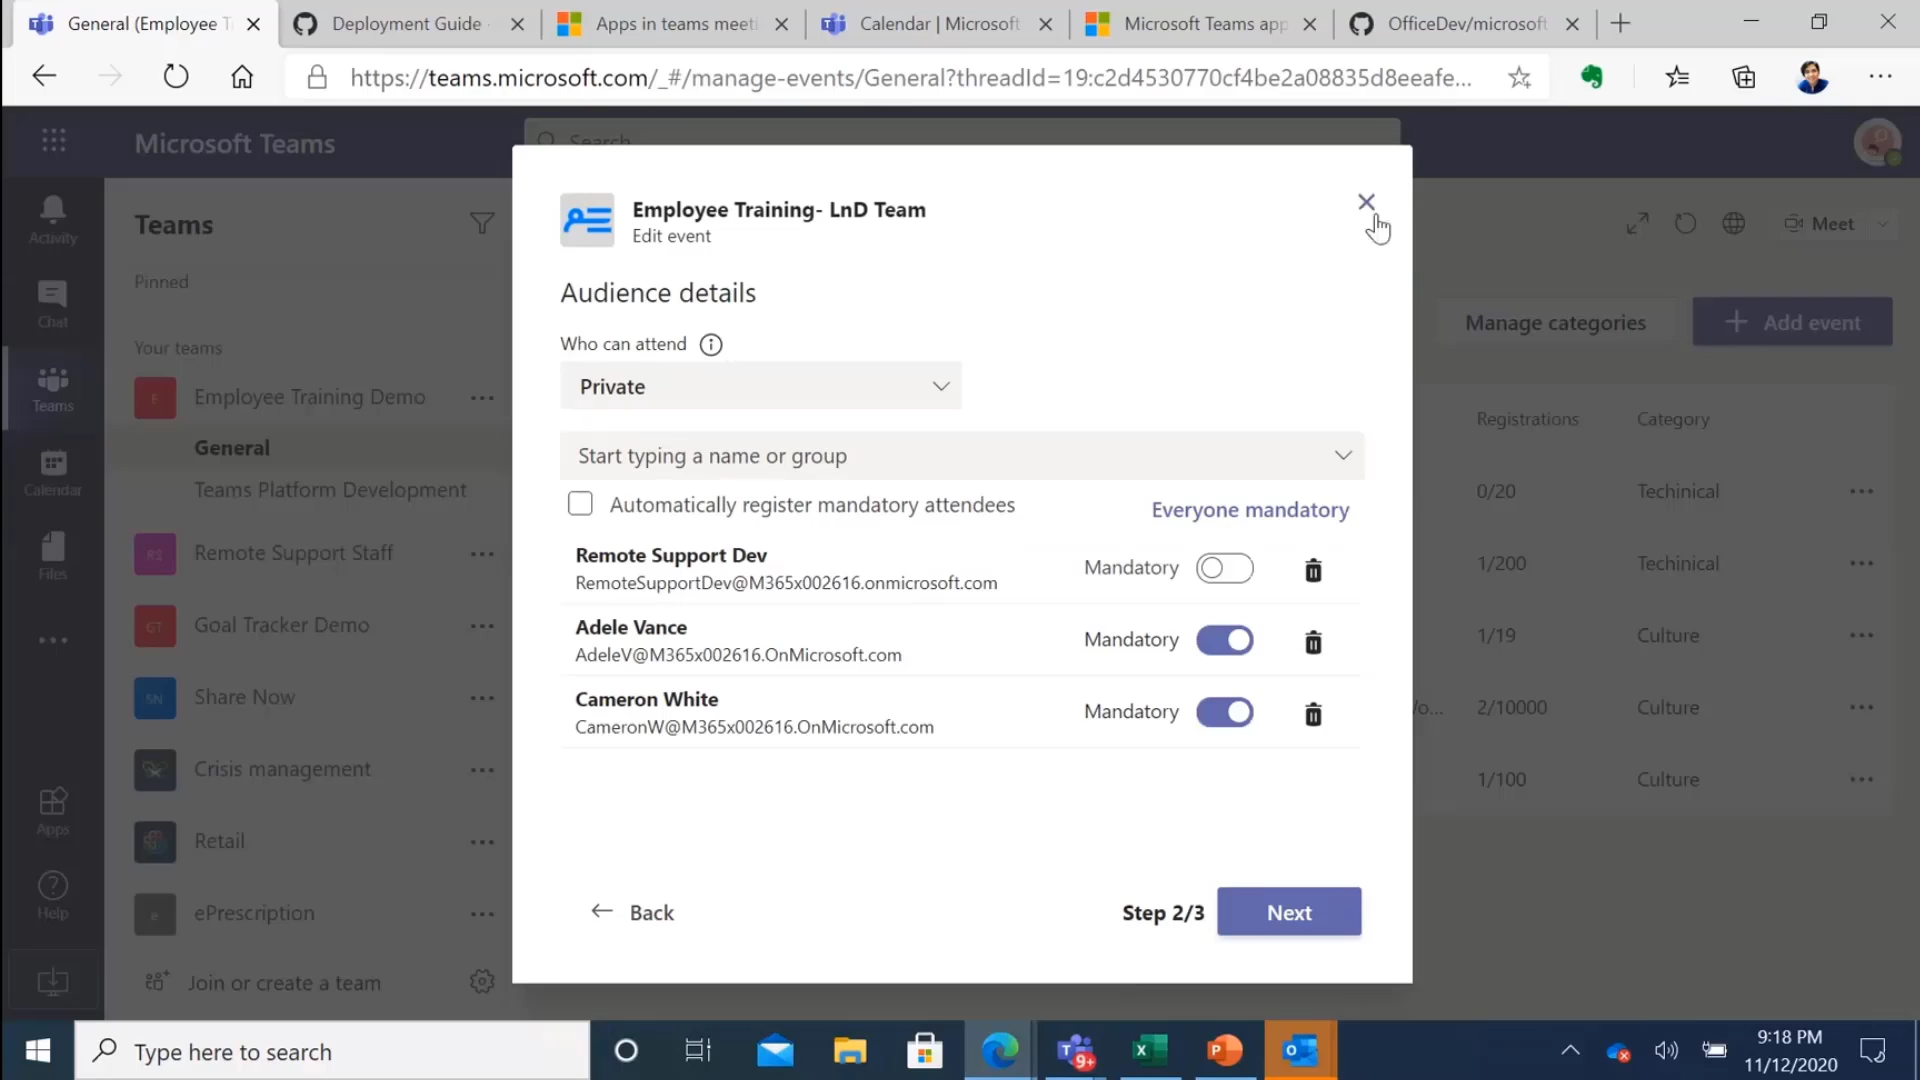 General (Employee T
Deployment Guide
Apps in teams meeti
Calendar | Microsoft
Microsoft Teams app
OfficeDev/microsoft
https://teams.microsoft.com/_#/manage-events/General?threadId=19:c2d4530770cf4be2a08835d8eeafe...
Microsoft Teams
Search
Activity
Chat
Teams
Calendar
Files
Apps
Help
Teams
Pinned
Your teams
E
Employee Training Demo
General
Teams Platform Development
RS
Remote Support Staff
GT
Goal Tracker Demo
SN
Share Now
Crisis management
Retail
e
ePrescription
Join or create a team
Employee Training- LnD Team
Edit event
Audience details
Who can attend
Private
Start typing a name or group
Automatically register mandatory attendees
Everyone mandatory
Remote Support Dev
RemoteSupportDev@M365x002616.onmicrosoft.com
Mandatory
Adele Vance
AdeleV@M365x002616.OnMicrosoft.com
Mandatory
Cameron White
CameronW@M365x002616.OnMicrosoft.com
Mandatory
Back
Step 2/3
Next
Meet
Manage categories
Add event
Registrations Category
0/20 Techinical
1/200 Techinical
1/19 Culture
/o... 2/10000 Culture
1/100 Culture
Type here to search
9+
9:18 PM
11/12/2020